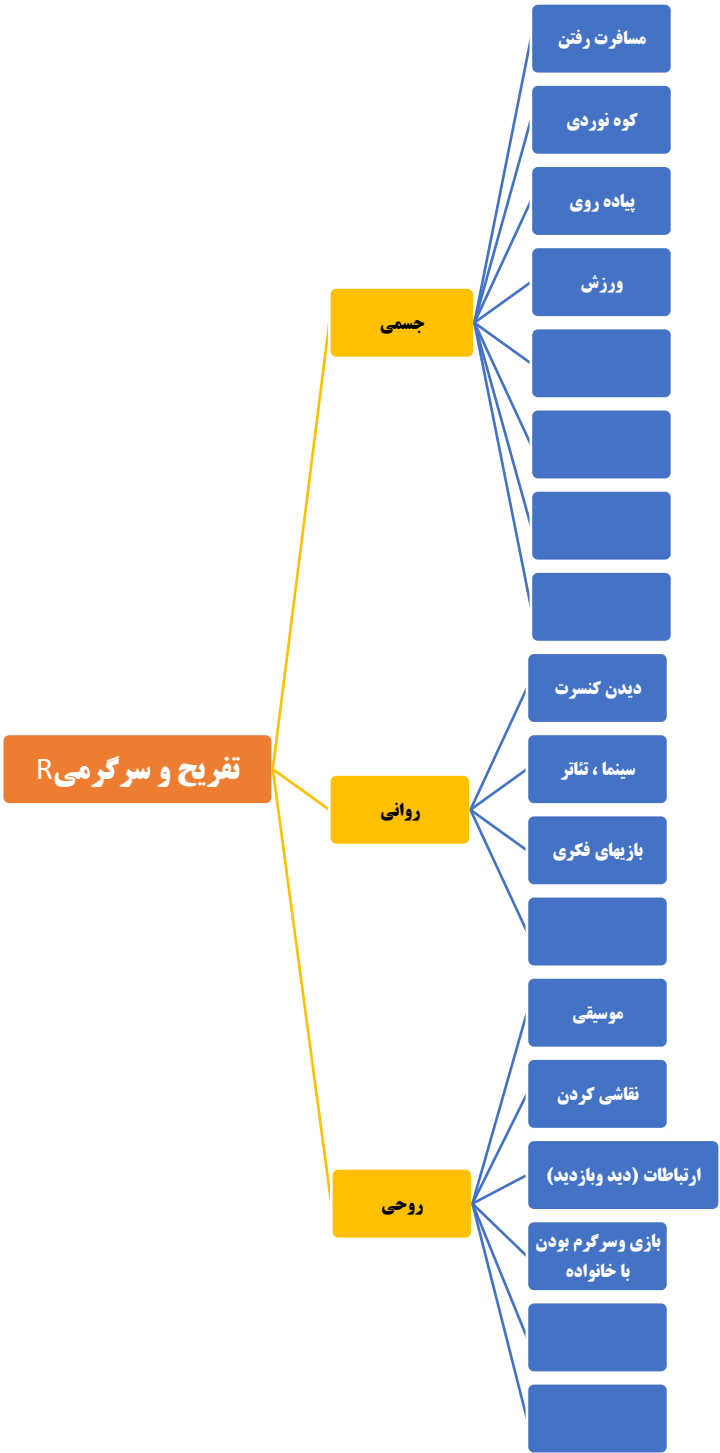 مسافرت رفتن
کوه نوردی
پیاده روی
ورزش
جسمی
دیدن کنسرت
سینما ، تئاتر
تفریح و سرگرمیR
روانی
بازیهای فکری
موسیقی
نقاشی کردن
ارتباطات (دید وبازدید)
روحی
بازی وسرگرم بودن
با خانواده